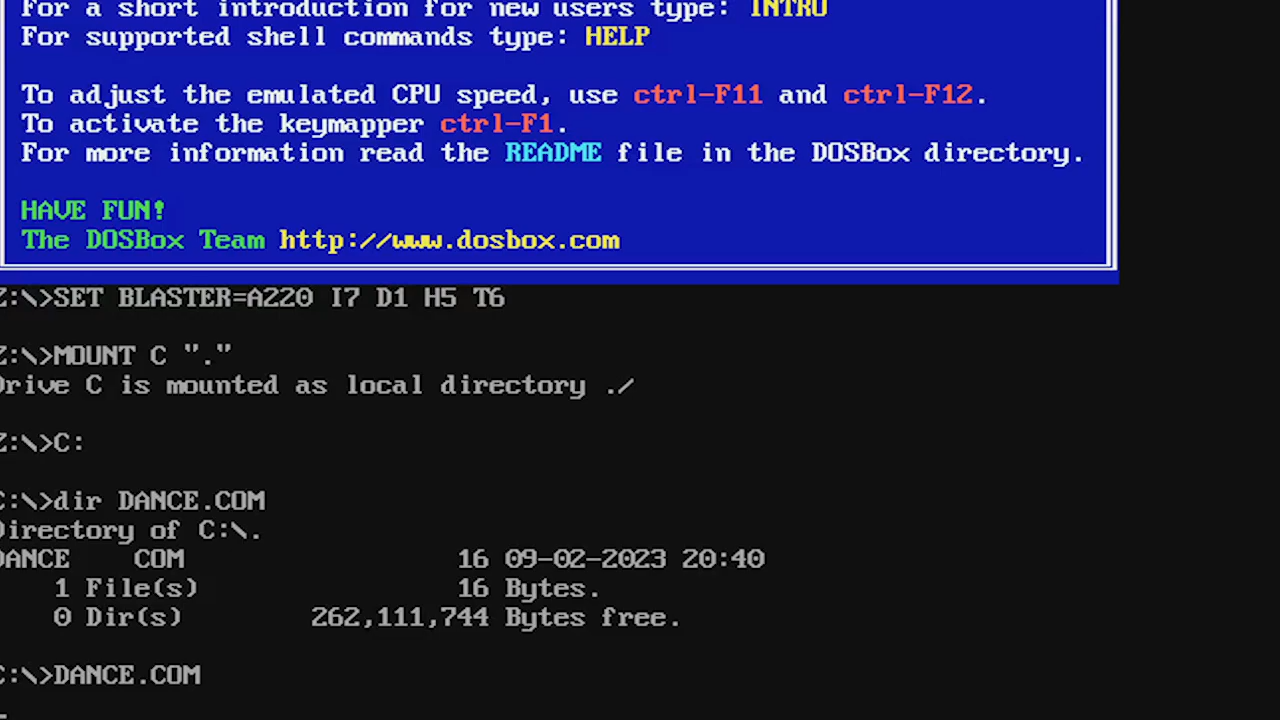 For a short introduction for new users type: INTRO
For supported shell commands type: HELP
To adjust the emulated CPU speed, use ctrl-F11 and ctrl-F12.
To activate the keymapper ctrl-F1.
For more information read the README file in the DOSBox directory.
HAVE FUN!
The DOSBox Team http://www.dosbox.com
Z:\>SET BLASTER=A220 I7 D1 H5 T6
Z:\>MOUNT C "."
Drive C is mounted as local directory ./
Z:\>C:
C:\>dir DANCE.COM
Directory of C:\.
DANCE    COM                 16 09-02-2023 20:40
1 File(s)                16 Bytes.
0 Dir(s)       262,111,744 Bytes free.
C:\>DANCE.COM